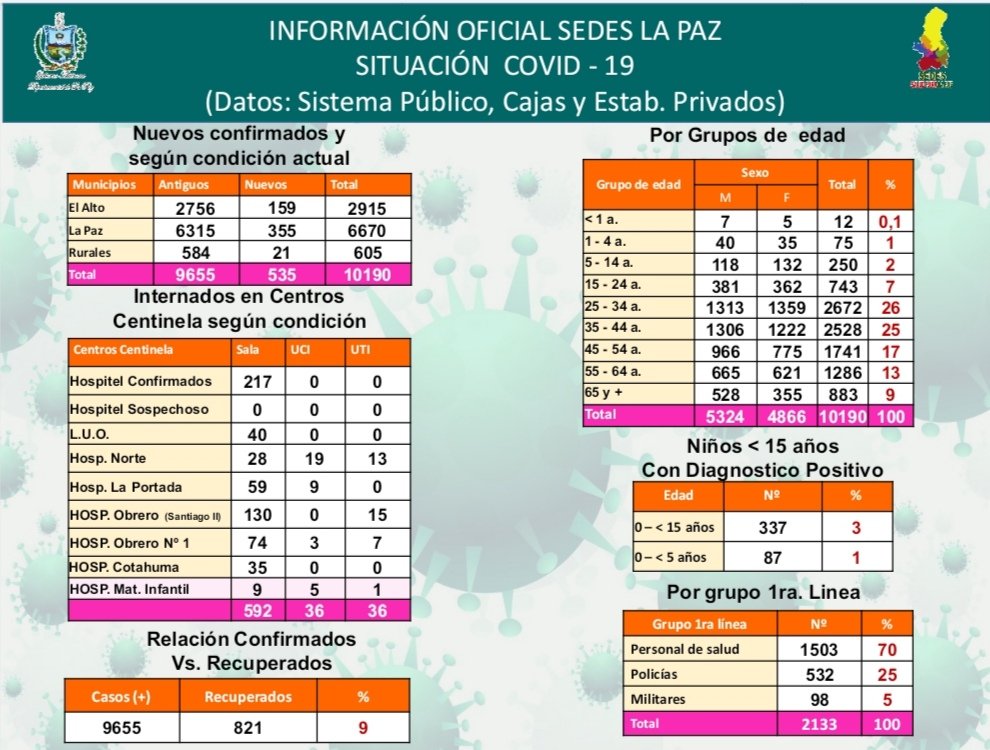 INFORMACIÓN OFICIAL SEDES LA PAZ
SITUACIÓN COVID - 19
(Datos: Sistema Público, Cajas y Estab. Privados)
SEDES
Nuevos confirmados y
según condición actual
Municipios Antiguos Nuevos Total
El Alto 2756 159 2915
La Paz 6315 355 6670
Rurales 584 21 605
Total 9655 535 10190
Internados en Centros
Centinela según condición
Centros Centinela Sala UCI UTI
Hospitel Confirmados 217 0 0
Hospitel Sospechoso 0 0 0
L.U.O. 40 0 0
Hosp. Norte 28 19 13
Hosp. La Portada 59 9 0
HOSP. Obrero (Santiago II) 130 0 15
HOSP. Obrero Nº 1 74 3 7
HOSP. Cotahuma 35 0 0
HOSP. Mat. Infantil 9 5 1
592 36 36
Relación Confirmados
Vs. Recuperados
Casos (+) Recuperados %
9655 821 9
Por Grupos de edad
Grupo de edad Sexo Total %
M F
< 1 a. 7 5 12 0,1
1 - 4 a. 40 35 75 1
5 - 14 a. 118 132 250 2
15 - 24 a. 381 362 743 7
25 - 34 a. 1313 1359 2672 26
35 - 44 a. 1306 1222 2528 25
45 - 54 a. 966 775 1741 17
55 - 64 a. 665 621 1286 13
65 y + 528 355 883 9
Total 5324 4866 10190 100
Niños < 15 años
Con Diagnostico Positivo
Edad Nº %
0 – < 15 años 337 3
0 – < 5 años 87 1
Por grupo 1ra. Linea
Grupo 1ra línea Nº %
Personal de salud 1503 70
Policías 532 25
Militares 98 5
Total 2133 100